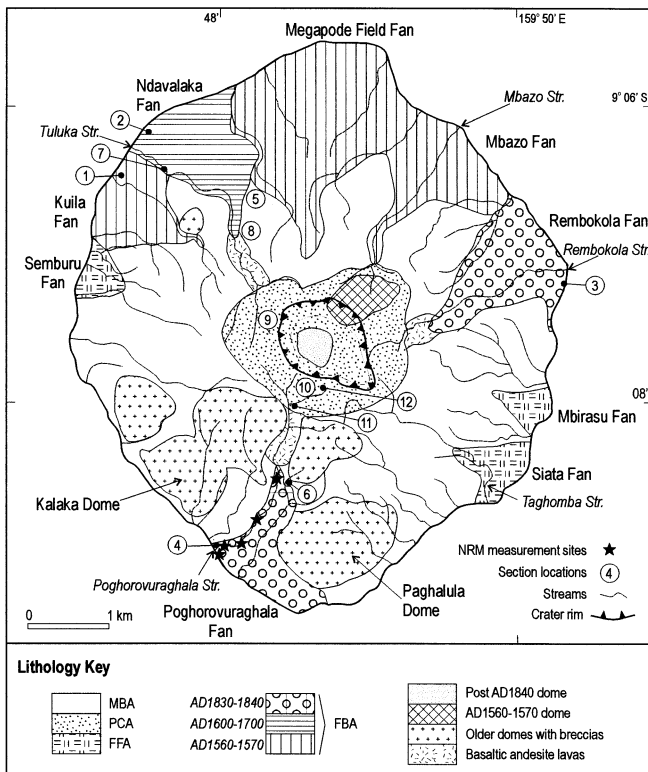 48'
159° 50' E
Megapode Field Fan
Ndavalaka
Fan
Mbazo Str.
9° 06' S
2
Tuluka Str.
Mbazo Fan
7
1
5
Kuila
Fan
8
Rembokola Fan
Semburu
Fan
Rembokola Str.
3
9
10
08'
12
11
Mbirasu Fan
Siata Fan
6
Kalaka Dome
Taghomba Str.
4
NRM measurement sites
Section locations 4
Poghorovuraghala Str.
Streams
Paghalula
Dome
Crater rim
0 1 km
Poghorovuraghala
Fan
Lithology Key
MBA
PCA
FFA
AD1830-1840
AD1600-1700
AD1560-1570
FBA
Post AD1840 dome
AD1560-1570 dome
Older domes with breccias
Basaltic andesite lavas